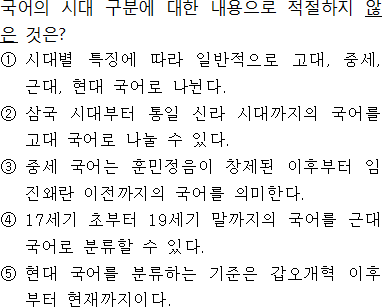 국어의 시대 구분에 대한 내용으로 적절하지 않
은 것은?
① 시대별 특징에 따라 일반적으로 고대, 중세,
근대, 현대 국어로 나뉜다.
② 삼국 시대부터 통일 신라 시대까지의 국어를
고대 국어로 나눌 수 있다.
③ 중세 국어는 훈민정음이 창제된 이후부터 임
진왜란 이전까지의 국어를 의미한다.
④ 17세기 초부터 19세기 말까지의 국어를 근대
국어로 분류할 수 있다.
⑤ 현대 국어를 분류하는 기준은 갑오개혁 이후
부터 현재까지이다.